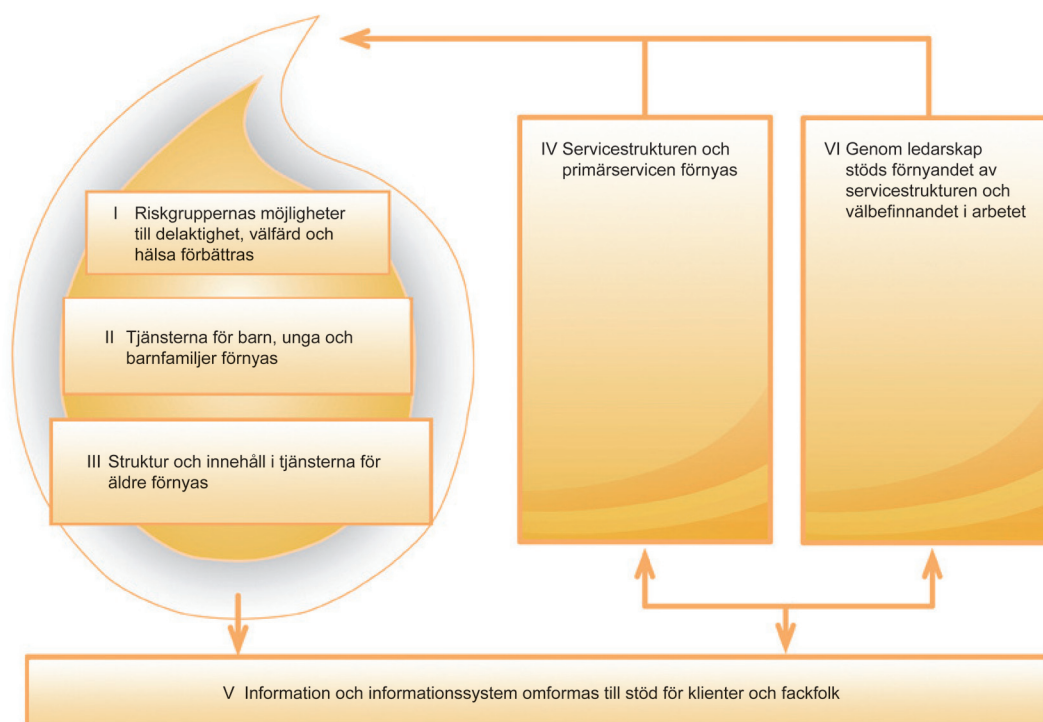 I Riskgruppernas möjligheter
till delaktighet, välfärd och
hälsa förbättras
II Tjänsterna för barn, unga och
barnfamiljer förnyas
III Struktur och innehåll i tjänsterna för
äldre förnyas
IV Servicestrukturen och
primärservicen förnyas
VI Genom ledarskap
stöds förnyandet av
servicestrukturen och
välbefinnandet i arbetet
V Information och informationssystem omformas till stöd för klienter och fackfolk